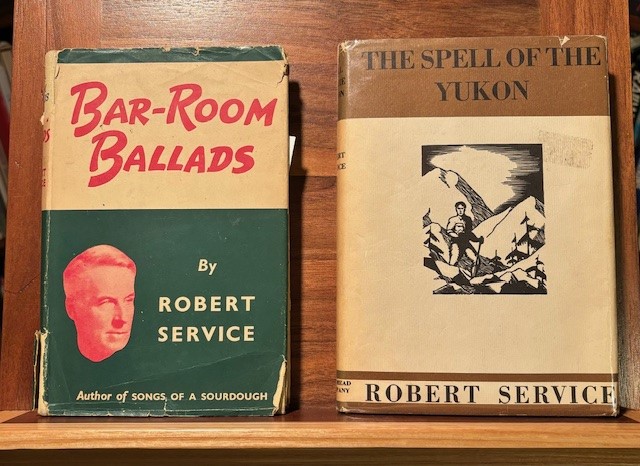 BAR-ROOM
BALLADS
By
ROBERT
SERVICE
Author of SONGS OF A SOURDOUGH
THE SPELL OF THE
YUKON
ROBERT SERVICE